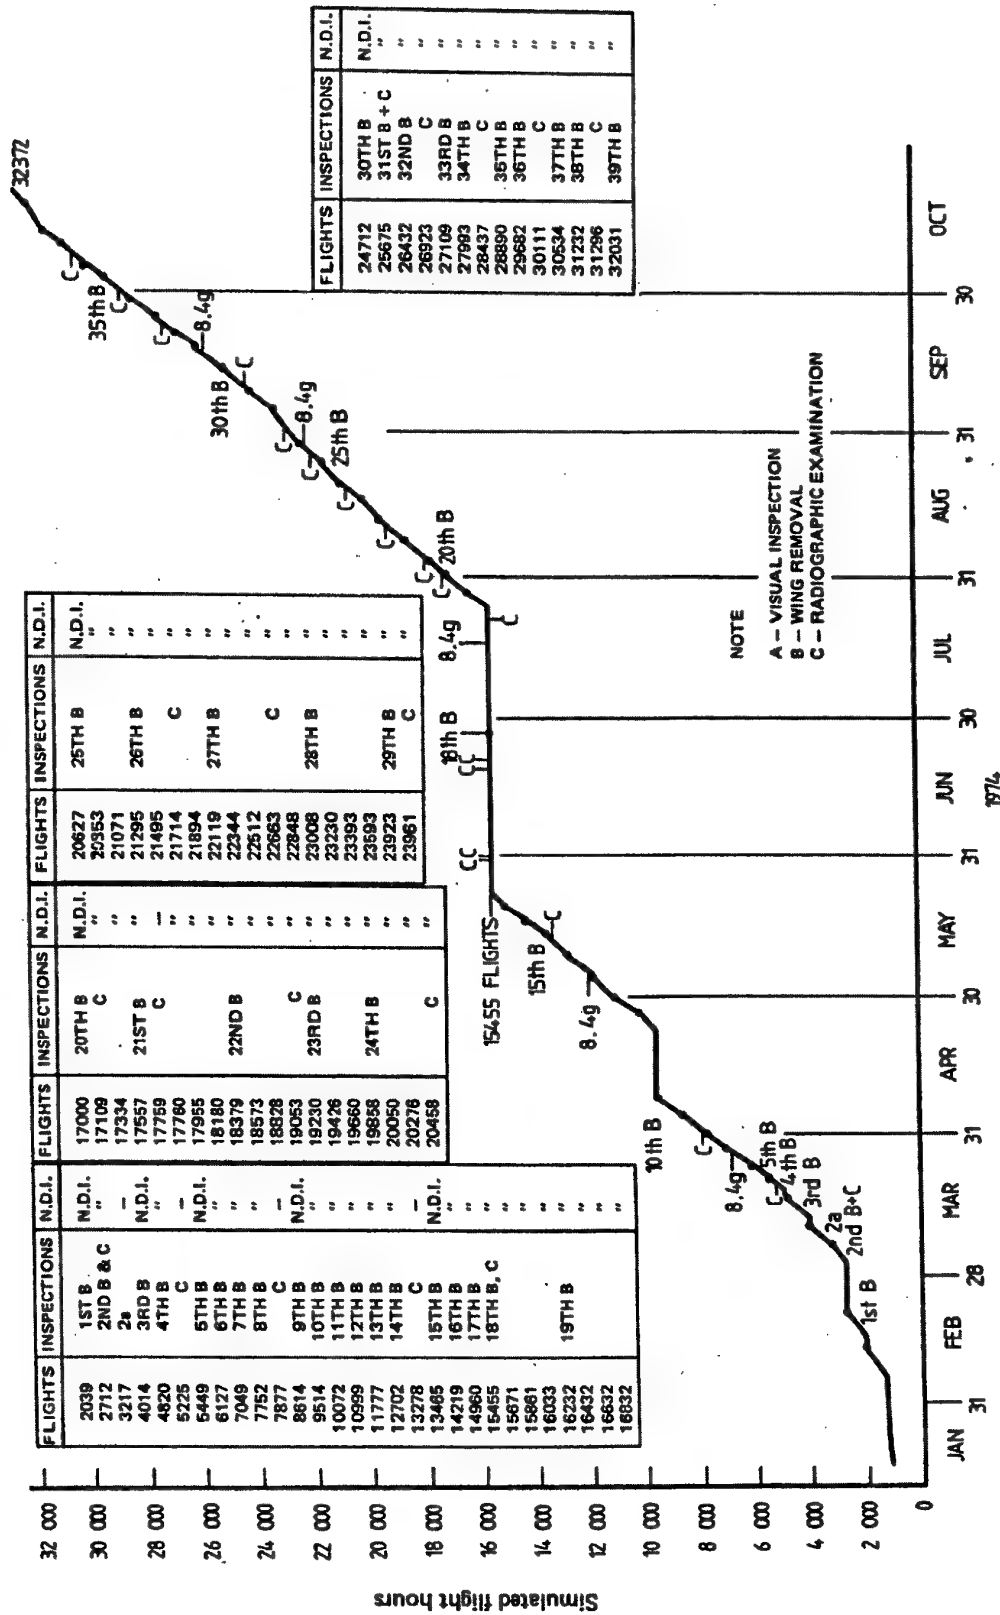 FLIGHTS INSPECTIONS N.D.I.
2039 1ST B N.D.I.
2712 2ND B & C "
3217 2a –
4014 3RD B N.D.I.
4820 4TH B "
5225 C –
5449 5TH B N.D.I.
6127 6TH B "
7049 7TH B "
7752 8TH B "
7877 C –
8614 9TH B N.D.I.
9514 10TH B "
10072 11TH B "
10999 12TH B "
11777 13TH B "
12702 14TH B "
13278 C –
13465 15TH B N.D.I.
14219 16TH B "
14960 17TH B "
15455 18TH B, C "
15671 "
15861 "
16033 "
16232 19TH B "
16432 "
16632 "
16832 "
FLIGHTS INSPECTIONS N.D.I.
17000 20TH B N.D.I.
17109 C "
17334 "
17557 21ST B "
17759 C –
17760 "
17955 "
18180 "
18379 22ND B "
18573 "
18828 "
19053 C "
19230 23RD B "
19426 "
19660 "
19858 24TH B "
20050 "
20276 "
20458 C "
FLIGHTS INSPECTIONS N.D.I.
20627 25TH B N.D.I.
20953 "
21071 "
21295 26TH B "
21495 "
21714 C "
21894 "
22119 27TH B "
22344 "
22512 "
22663 C "
22848 "
23008 28TH B "
23230 "
23393 "
23593 "
23923 29TH B "
23961 C "
FLIGHTS INSPECTIONS N.D.I.
24712 30TH B N.D.I.
25675 31ST B + C "
26432 32ND B "
26923 C "
27109 33RD B "
27993 34TH B "
28437 C "
28890 35TH B "
29682 36TH B "
30111 C "
30534 37TH B "
31232 38TH B "
31296 C "
32031 39TH B "
Simulated flight hours
32 000
30 000
28 000
26 000
24 000
22 000
20 000
18 000
16 000
14 000
12 000
10 000
8 000
6 000
4 000
2 000
0
1st B
2nd B+C
2a
3rd B
4th B
C
5th B
8.4g
C
10th B
8.4g
15th B
C
15455 FLIGHTS
CC
CC
18th B
8.4g
C
C
20th B
C
C
C
C
25th B
C
8.4g
30th B
C
8.4g
C
C
35th B
C
32372
NOTE
A – VISUAL INSPECTION
B – WING REMOVAL
C – RADIOGRAPHIC EXAMINATION
JAN 31 FEB 28 MAR 31 APR 30 MAY 31 JUN 30 JUL 31 AUG 31 SEP 30 OCT
1974